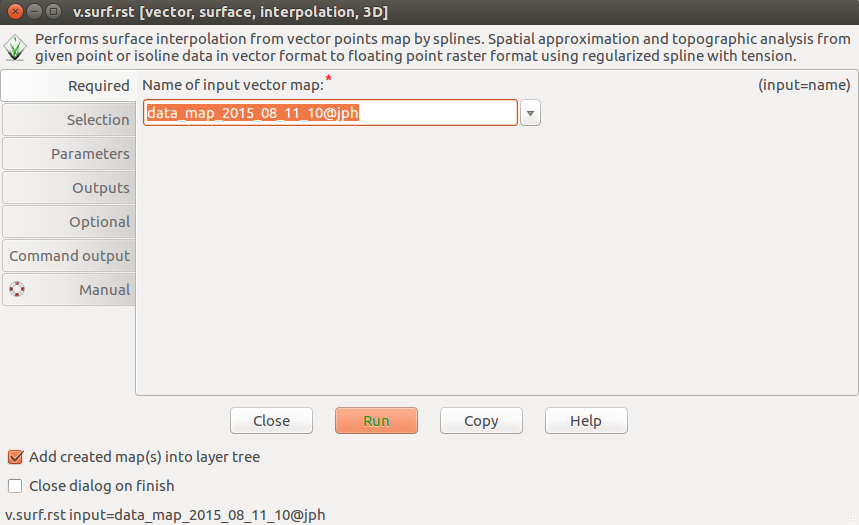 v.surf.rst [vector, surface, interpolation, 3D]
Performs surface interpolation from vector points map by splines. Spatial approximation and topographic analysis from
given point or isoline data in vector format to floating point raster format using regularized spline with tension.
Required
Name of input vector map:* (input=name)
data_map_2015_08_11_10@jph
Selection
Parameters
Outputs
Optional
Command output
Manual
Close Run Copy Help
Add created map(s) into layer tree
Close dialog on finish
v.surf.rst input=data_map_2015_08_11_10@jph